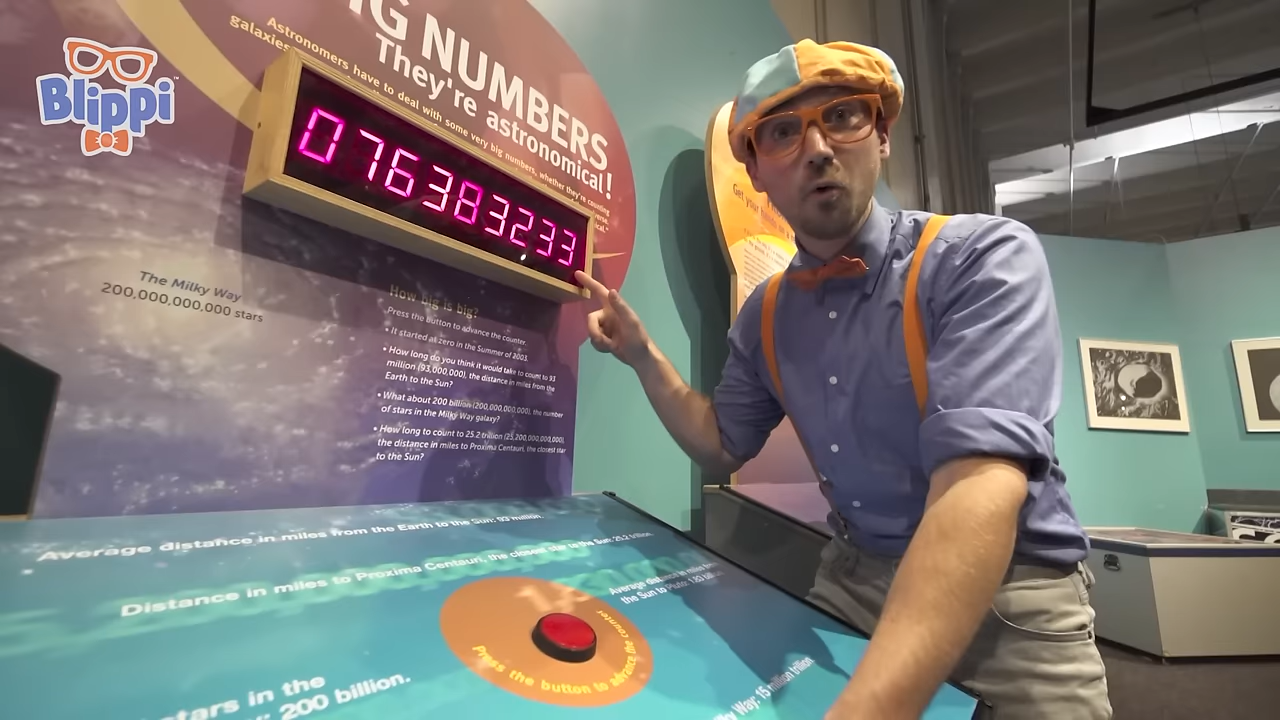 Blippi
IG NUMBERS
They're astronomical!
Astronomers have to deal with some very big numbers, whether they're counting
galaxies
076383233
The Milky Way
200,000,000,000 stars
How big is big?
Press the button to advance the counter.
• It started at zero in the Summer of 2003.
• How long do you think it would take to count to 93
million (93,000,000), the distance in miles from the
Earth to the Sun?
• What about 200 billion (200,000,000,000), the number
of stars in the Milky Way galaxy?
• How long to count to 25.2 trillion (25,200,000,000,000),
the distance in miles to Proxima Centauri, the closest star
to the Sun?
Get your
Average distance in miles from the Earth to the Sun: 93 million.
Distance in miles to Proxima Centauri, the closest star to the Sun: 25.2 trillion.
Average distance in miles from
the Sun to Pluto:
Press the button to advance the counter
stars in the
200 billion.
Way: 15 million trillion.